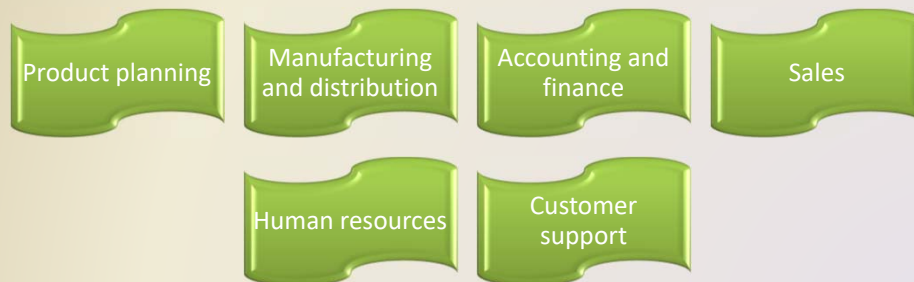 Product planning
Manufacturing
and distribution
Accounting and
finance
Sales
Human resources
Customer
support